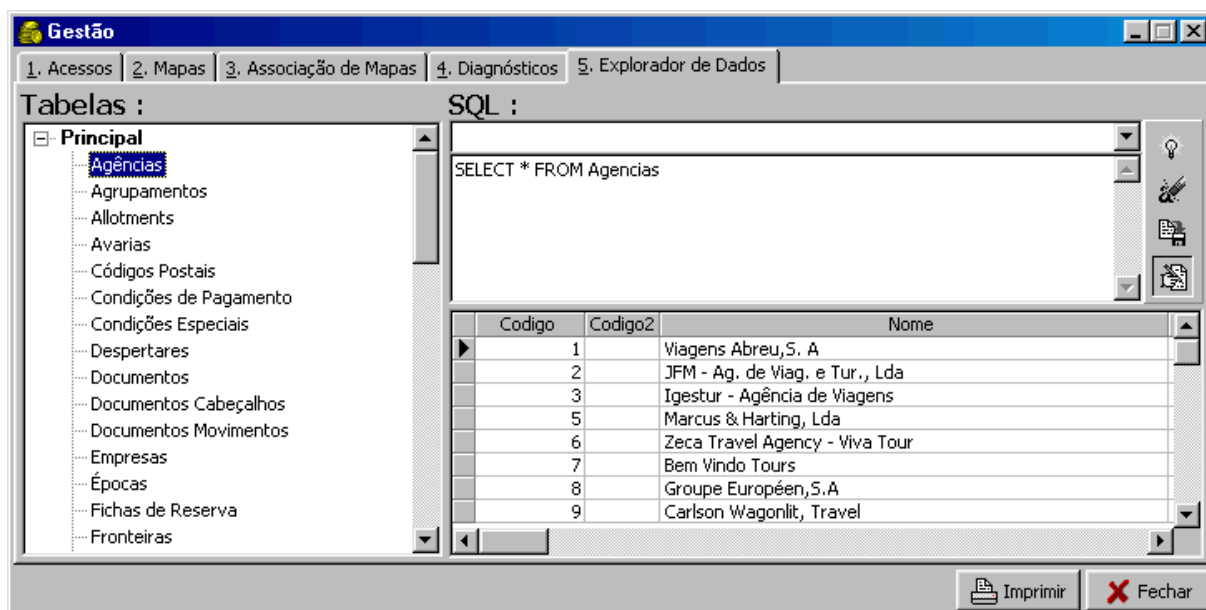 Gestão
1. Acessos 2. Mapas 3. Associação de Mapas 4. Diagnósticos 5. Explorador de Dados
Tabelas :
Principal
Agências
Agrupamentos
Allotments
Avarias
Códigos Postais
Condições de Pagamento
Condições Especiais
Despertares
Documentos
Documentos Cabeçalhos
Documentos Movimentos
Empresas
Épocas
Fichas de Reserva
Fronteiras
SQL :
SELECT * FROM Agencias
Codigo Codigo2 Nome
1 Viagens Abreu,S. A
2 JFM - Ag. de Viag. e Tur., Lda
3 Igestur - Agência de Viagens
5 Marcus & Harting, Lda
6 Zeca Travel Agency - Viva Tour
7 Bem Vindo Tours
8 Groupe Européen,S.A
9 Carlson Wagonlit, Travel
Imprimir Fechar